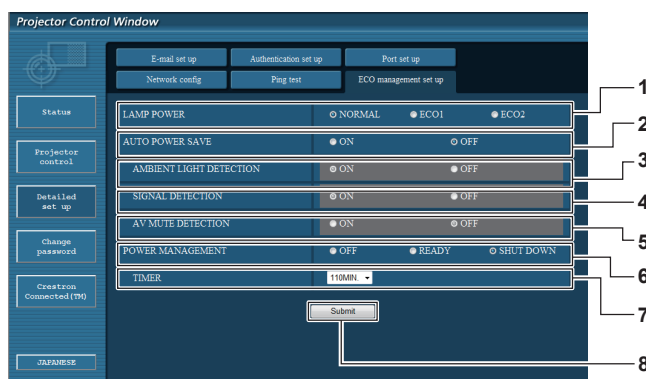 Projector Control Window
E-mail set up
Authentication set up
Port set up
Network config
Ping test
ECO management set up
Status
Projector
control
Detailed
set up
Change
password
Crestron
Connected(TM)
JAPANESE
LAMP POWER NORMAL ECO1 ECO2
AUTO POWER SAVE ON OFF
AMBIENT LIGHT DETECTION ON OFF
SIGNAL DETECTION ON OFF
AV MUTE DETECTION ON OFF
POWER MANAGEMENT OFF READY SHUT DOWN
TIMER 110MIN.
Submit
1
2
3
4
5
6
7
8